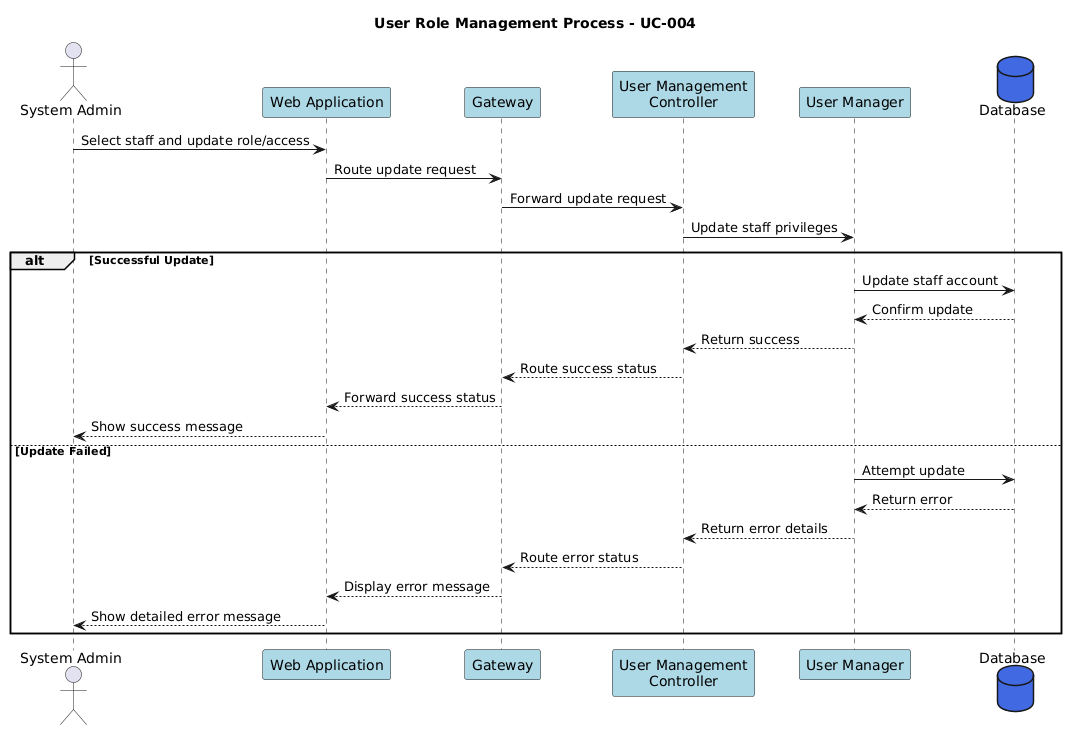 User Role Management Process - UC-004
System Admin
Web Application
Gateway
User Management
Controller
User Manager
Database
Select staff and update role/access
Route update request
Forward update request
Update staff privileges
alt
[Successful Update]
Update staff account
Confirm update
Return success
Route success status
Forward success status
Show success message
[Update Failed]
Attempt update
Return error
Return error details
Route error status
Display error message
Show detailed error message
System Admin
Web Application
Gateway
User Management
Controller
User Manager
Database